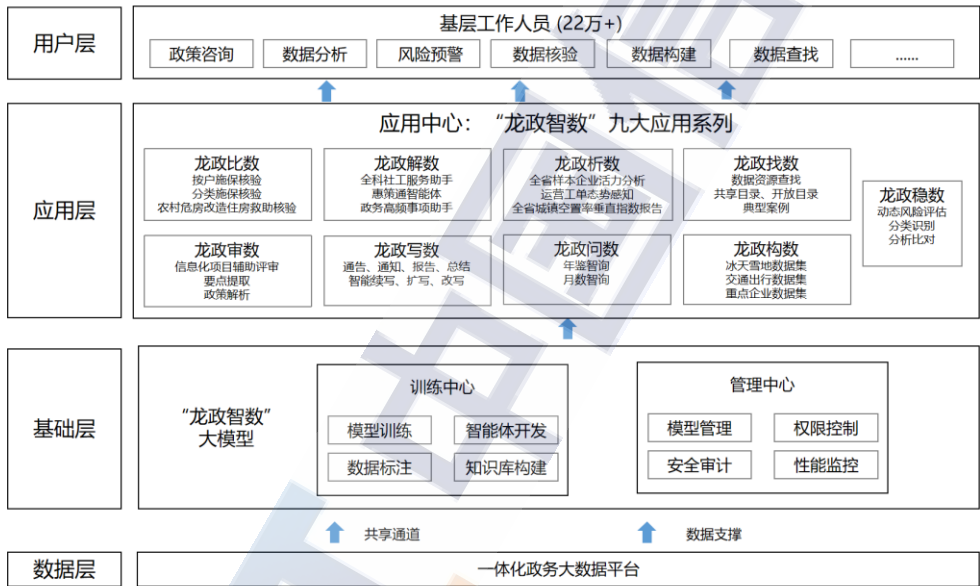 用户层
基层工作人员 (22万+)
政策咨询
数据分析
风险预警
数据核验
数据构建
数据查找
......
应用层
应用中心：“龙政智数”九大应用系列
龙政比数
按户施保核验
分类施保核验
农村危房改造住房救助核验
龙政解数
全科社工服务助手
惠策通智能体
政务高频事项助手
龙政析数
全省样本企业活力分析
运营工单态势感知
全省城镇空置率垂直指数报告
龙政找数
数据资源查找
共享目录、开放目录
典型案例
龙政稳数
动态风险评估
分类识别
分析比对
龙政审数
信息化项目辅助评审
要点提取
政策解析
龙政写数
通告、通知、报告、总结
智能续写、扩写、改写
龙政问数
年鉴智询
月数智询
龙政构数
冰天雪地数据集
交通出行数据集
重点企业数据集
基础层
“龙政智数”
大模型
训练中心
模型训练
智能体开发
数据标注
知识库构建
管理中心
模型管理
权限控制
安全审计
性能监控
共享通道
数据支撑
数据层
一体化政务大数据平台